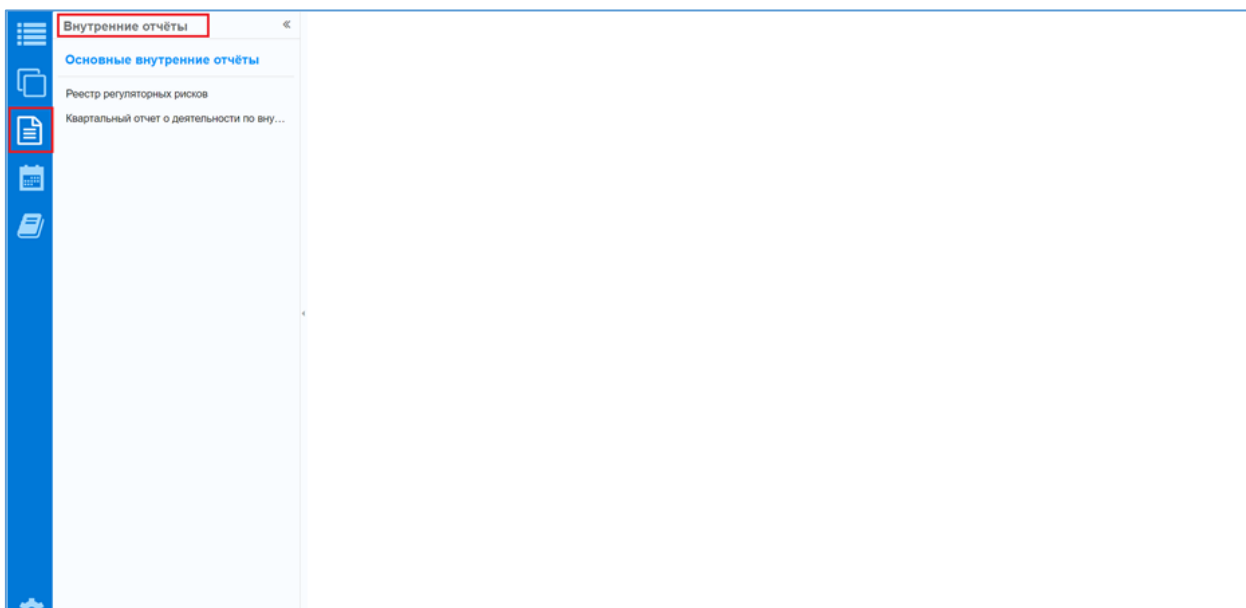 Внутренние отчёты
Основные внутренние отчёты
Реестр регуляторных рисков
Квартальный отчет о деятельности по вну...